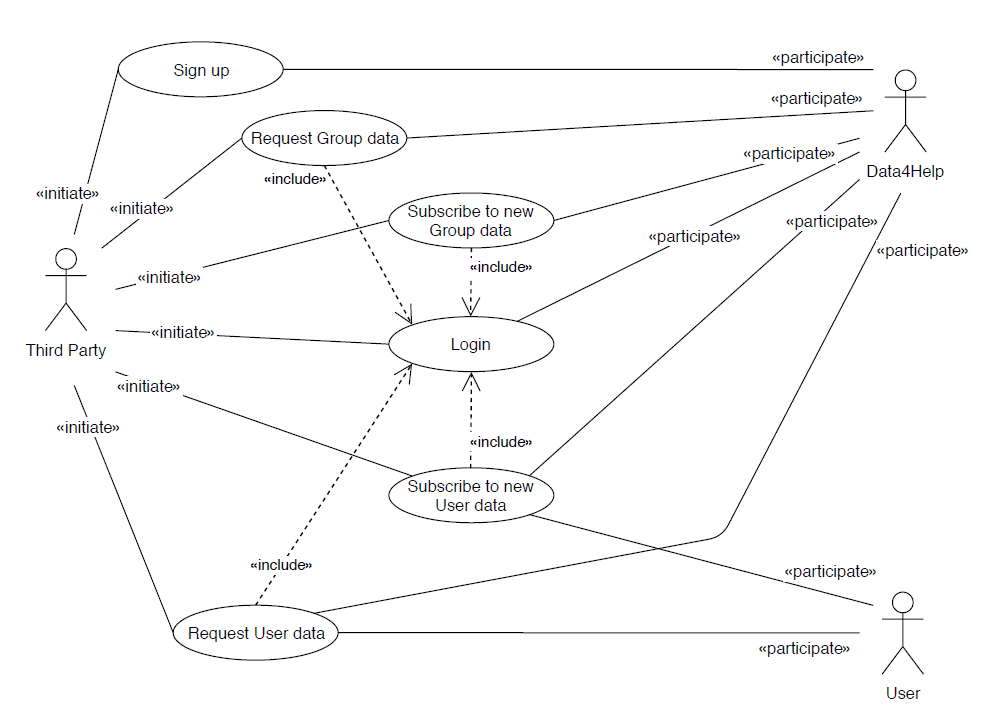 Sign up
«participate»
«participate»
Request Group data
«participate»
Data4Help
«include»
«initiate»
«initiate»
Subscribe to new
Group data
«participate»
«participate»
«participate»
«include»
«initiate»
«initiate»
Login
Third Party
«initiate»
«initiate»
«include»
Subscribe to new
User data
«include»
«participate»
Request User data
«participate»
User